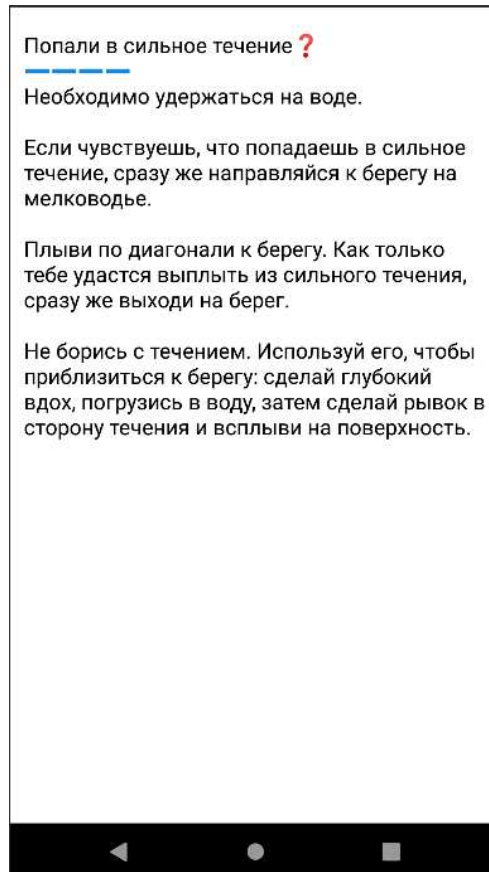 Попали в сильное течение❓
Необходимо удержаться на воде.
Если чувствуешь, что попадаешь в сильное
течение, сразу же направляйся к берегу на
мелководье.
Плыви по диагонали к берегу. Как только
тебе удастся выплыть из сильного течения,
сразу же выходи на берег.
Не борись с течением. Используй его, чтобы
приблизиться к берегу: сделай глубокий
вдох, погрузись в воду, затем сделай рывок в
сторону течения и всплыви на поверхность.